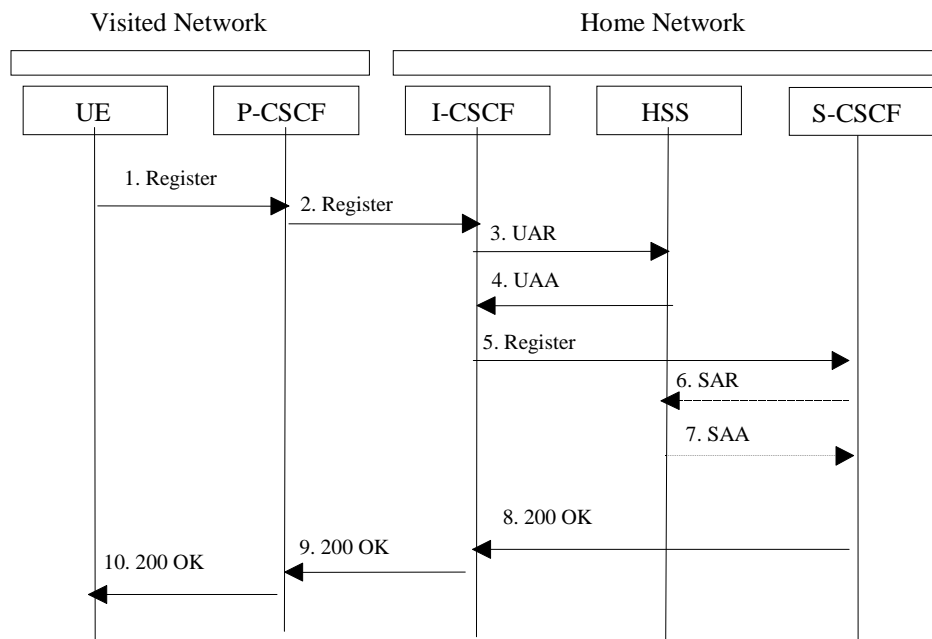 Visited Network
Home Network
UE
P-CSCF
I-CSCF
HSS
S-CSCF
1. Register
2. Register
3. UAR
4. UAA
5. Register
6. SAR
7. SAA
8. 200 OK
9. 200 OK
10. 200 OK